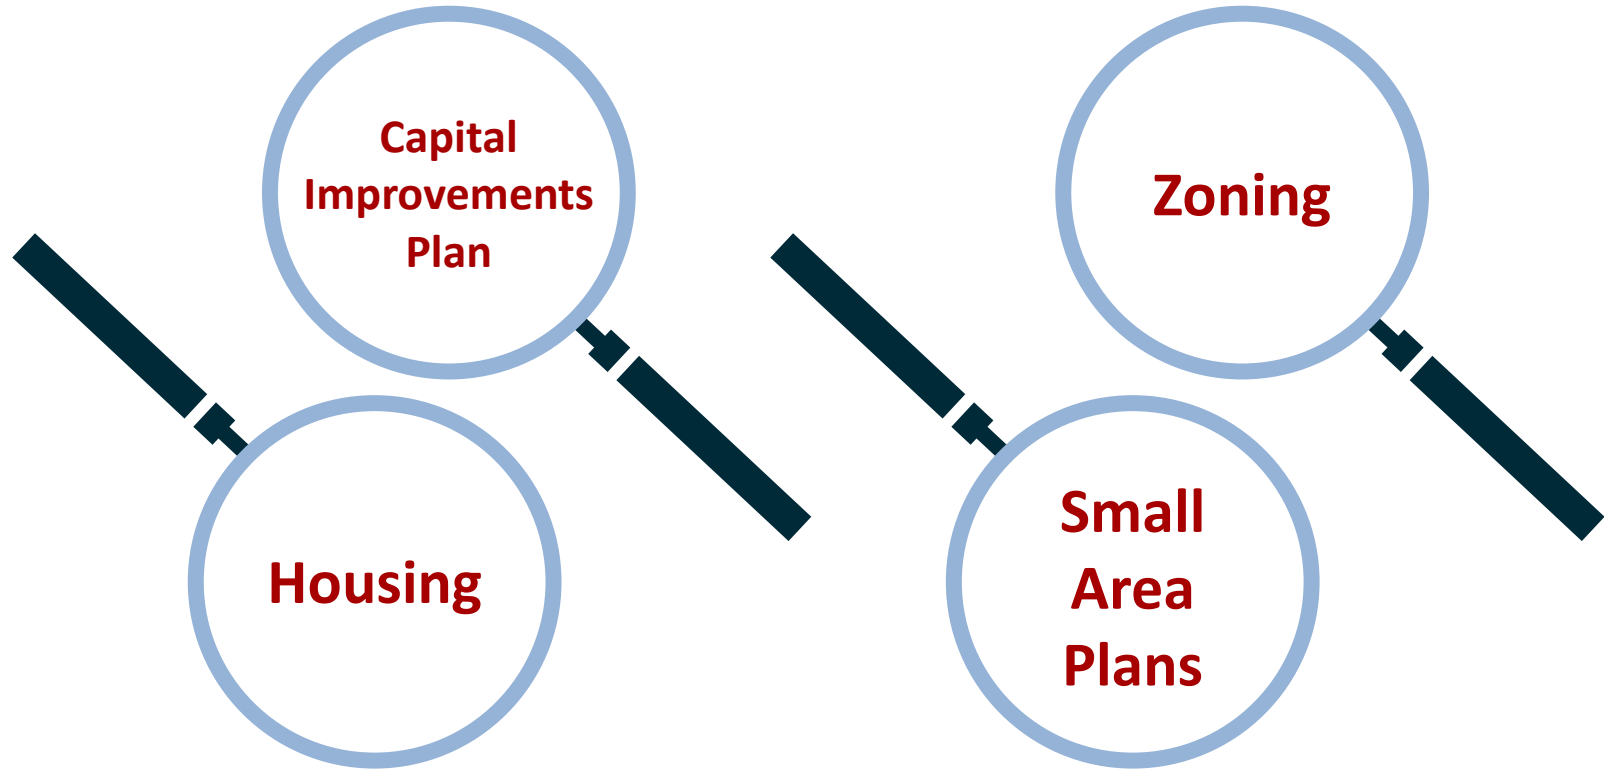 Capital
Improvements
Plan
Zoning
Housing
Small
Area
Plans